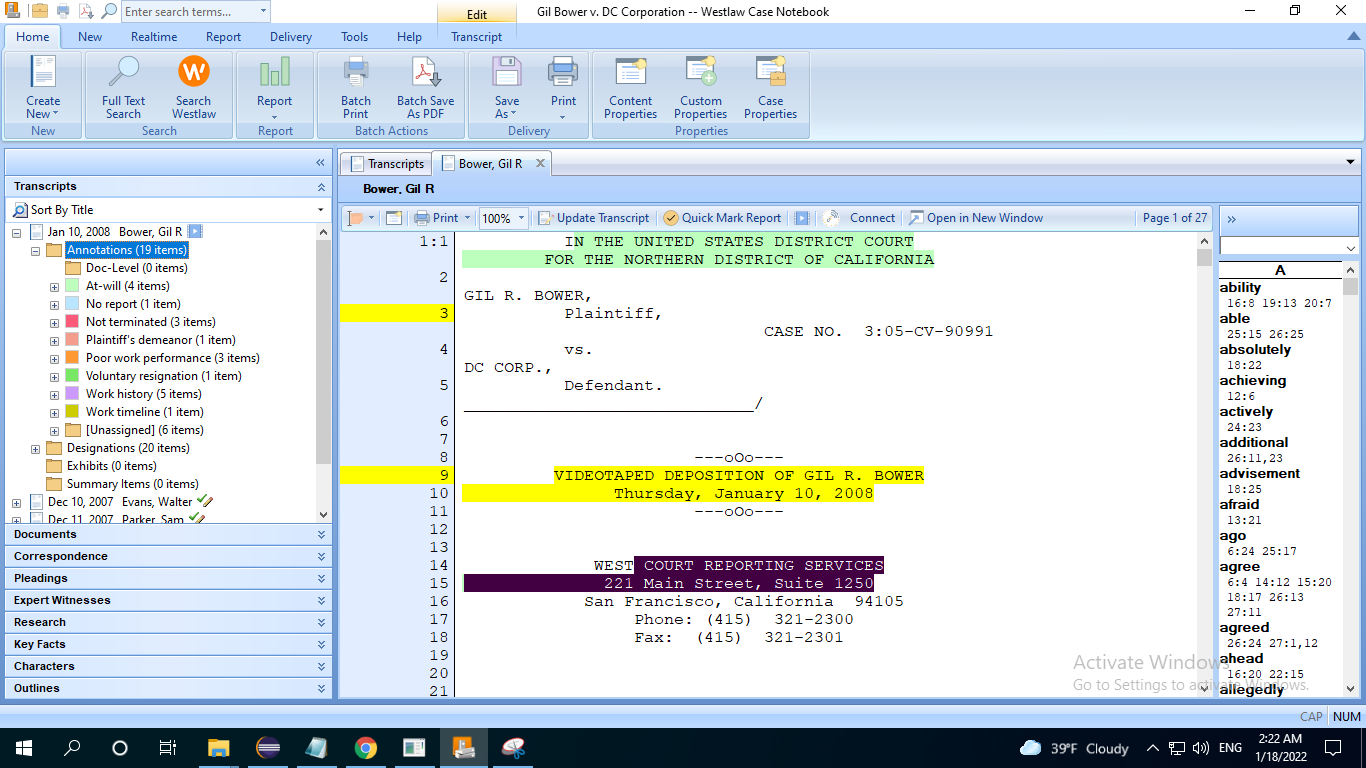 Enter search terms...
Edit
Gil Bower v. DC Corporation -- Westlaw Case Notebook
Home New Realtime Report Delivery Tools Help Transcript
Create New
Full Text Search
Search Westlaw
Report
Batch Print
Batch Save As PDF
Save As
Print
Content Properties
Custom Properties
Case Properties
New Search Report Batch Actions Delivery Properties
Transcripts
Sort By Title
Jan 10, 2008 Bower, Gil R
Annotations (19 items)
Doc-Level (0 items)
At-will (4 items)
No report (1 item)
Not terminated (3 items)
Plaintiff's demeanor (1 item)
Poor work performance (3 items)
Voluntary resignation (1 item)
Work history (5 items)
Work timeline (1 item)
[Unassigned] (6 items)
Designations (20 items)
Exhibits (0 items)
Summary Items (0 items)
Dec 10, 2007 Evans, Walter
Dec 11, 2007 Parker, Sam
Documents
Correspondence
Pleadings
Expert Witnesses
Research
Key Facts
Characters
Outlines
Transcripts Bower, Gil R
Bower, Gil R
Print 100% Update Transcript Quick Mark Report Connect Open in New Window Page 1 of 27
1:1 IN THE UNITED STATES DISTRICT COURT
FOR THE NORTHERN DISTRICT OF CALIFORNIA
2
GIL R. BOWER,
3 Plaintiff,
CASE NO. 3:05-CV-90991
4 vs.
DC CORP.,
5 Defendant.
_____________________________/
6
7
8 ---oOo---
9 VIDEOTAPED DEPOSITION OF GIL R. BOWER
10 Thursday, January 10, 2008
11 ---oOo---
12
13
14 WEST COURT REPORTING SERVICES
15 221 Main Street, Suite 1250
16 San Francisco, California 94105
17 Phone: (415) 321-2300
18 Fax: (415) 321-2301
19
20
21
A
ability
16:8 19:13 20:7
able
25:15 26:25
absolutely
18:22
achieving
12:6
actively
24:23
additional
26:11,23
advisement
18:25
afraid
13:21
ago
6:24 25:17
agree
6:4 14:12 15:20
18:17 26:13
27:11
agreed
26:24 27:1,12
ahead
16:20 22:15
allegedly
Activate Windows
Go to Settings to activate Windows.
CAP NUM
39°F Cloudy
ENG
2:22 AM
1/18/2022